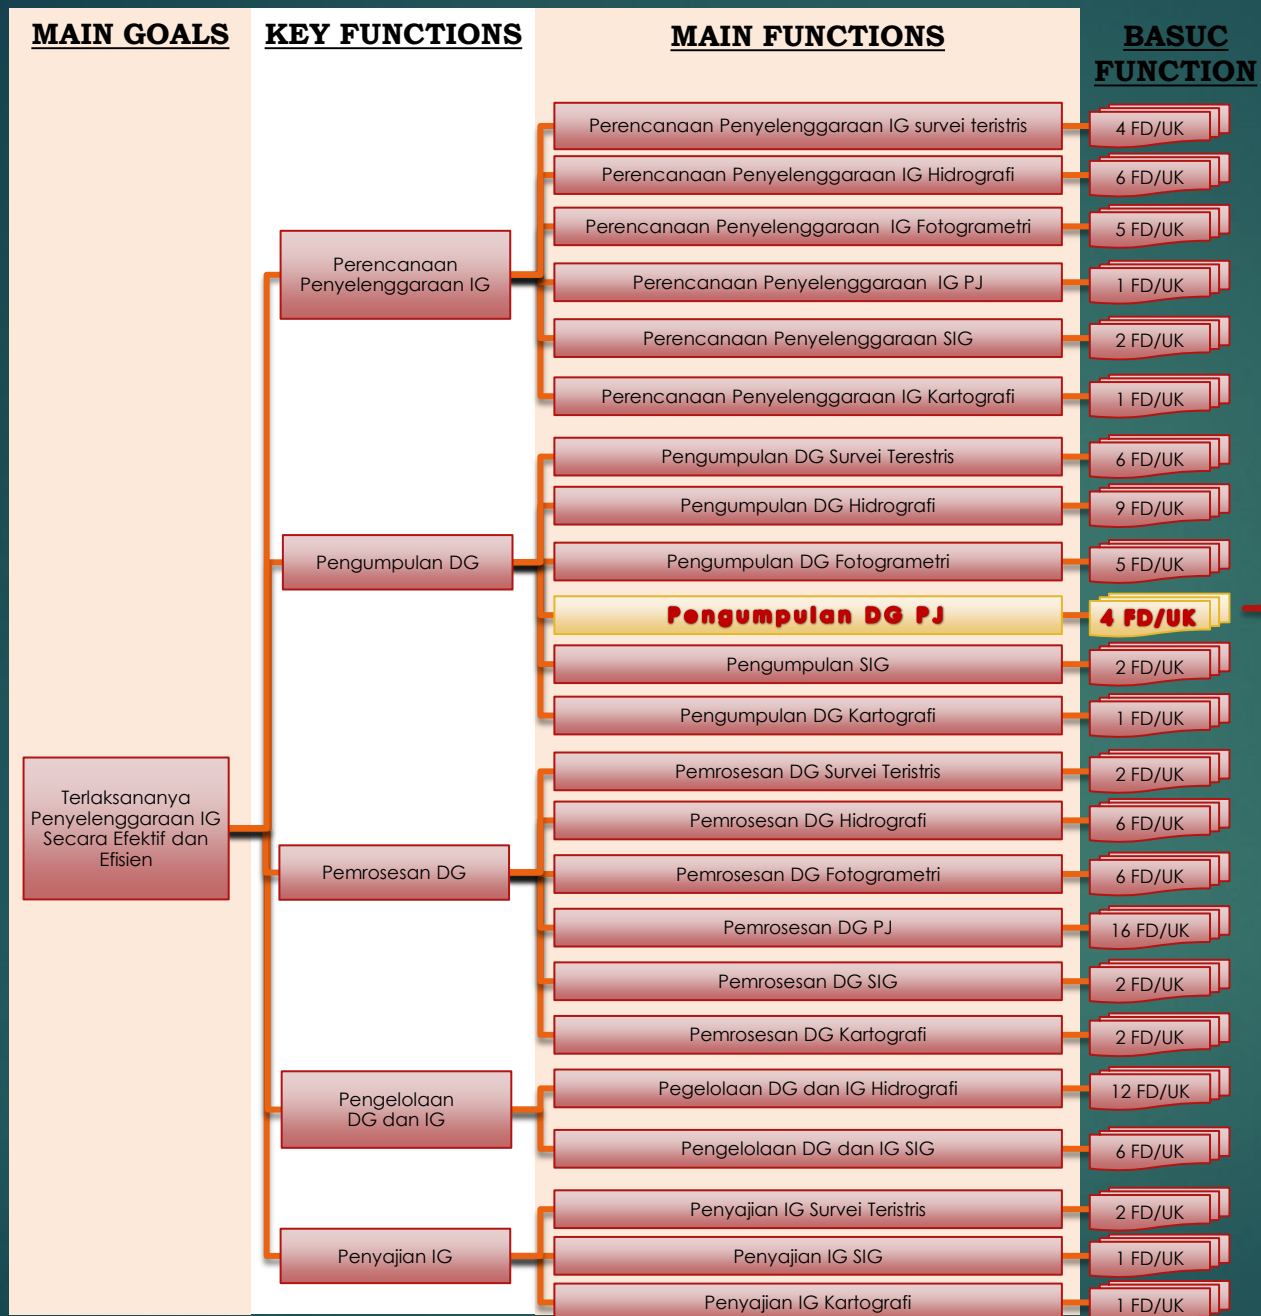 MAIN GOALS
KEY FUNCTIONS
MAIN FUNCTIONS
BASUC
FUNCTION
Terlaksananya
Penyelenggaraan IG
Secara Efektif dan
Efisien
Perencanaan
Penyelenggaraan IG
Perencanaan Penyelenggaraan IG survei teristris
4 FD/UK
Perencanaan Penyelenggaraan IG Hidrografi
6 FD/UK
Perencanaan Penyelenggaraan IG Fotogrametri
5 FD/UK
Perencanaan Penyelenggaraan IG PJ
1 FD/UK
Perencanaan Penyelenggaraan SIG
2 FD/UK
Perencanaan Penyelenggaraan IG Kartografi
1 FD/UK
Pengumpulan DG
Pengumpulan DG Survei Terestris
6 FD/UK
Pengumpulan DG Hidrografi
9 FD/UK
Pengumpulan DG Fotogrametri
5 FD/UK
Pengumpulan DG PJ
4 FD/UK
Pengumpulan SIG
2 FD/UK
Pengumpulan DG Kartografi
1 FD/UK
Pemrosesan DG
Pemrosesan DG Survei Teristris
2 FD/UK
Pemrosesan DG Hidrografi
6 FD/UK
Pemrosesan DG Fotogrametri
6 FD/UK
Pemrosesan DG PJ
16 FD/UK
Pemrosesan DG SIG
2 FD/UK
Pemrosesan DG Kartografi
2 FD/UK
Pengelolaan
DG dan IG
Pegelolaan DG dan IG Hidrografi
12 FD/UK
Pengelolaan DG dan IG SIG
6 FD/UK
Penyajian IG
Penyajian IG Survei Teristris
2 FD/UK
Penyajian IG SIG
1 FD/UK
Penyajian IG Kartografi
1 FD/UK